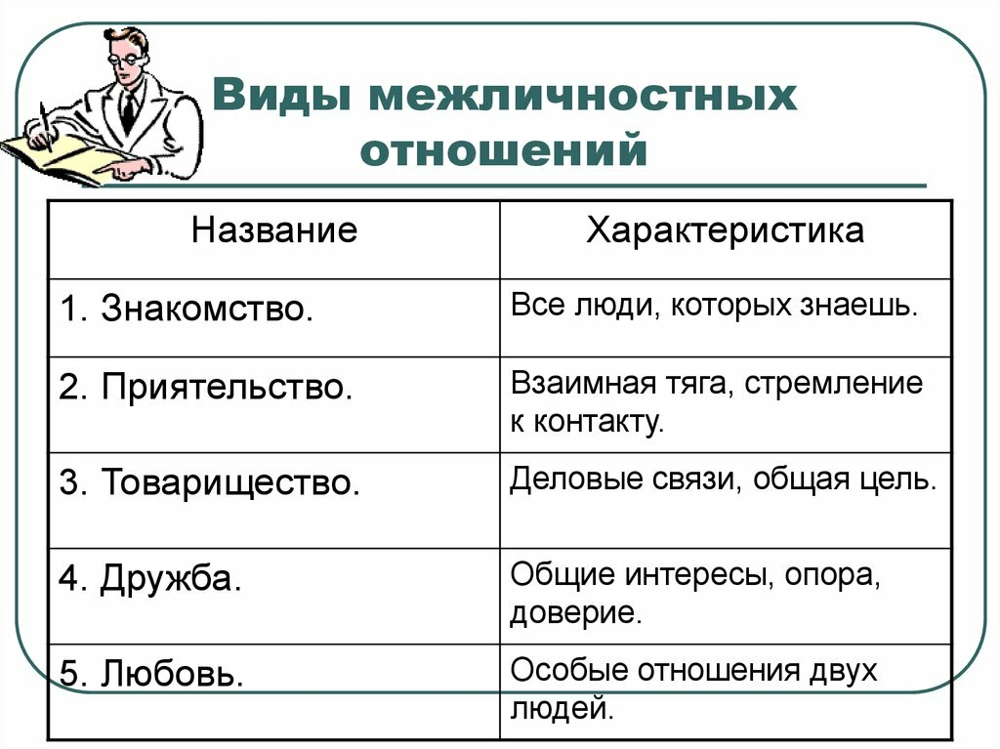 Виды межличностных
отношений
Название
Характеристика
1. Знакомство.
Все люди, которых знаешь.
2. Приятельство.
Взаимная тяга, стремление
к контакту.
3. Товарищество.
Деловые связи, общая цель.
4. Дружба.
Общие интересы, опора,
доверие.
5. Любовь.
Особые отношения двух
людей.